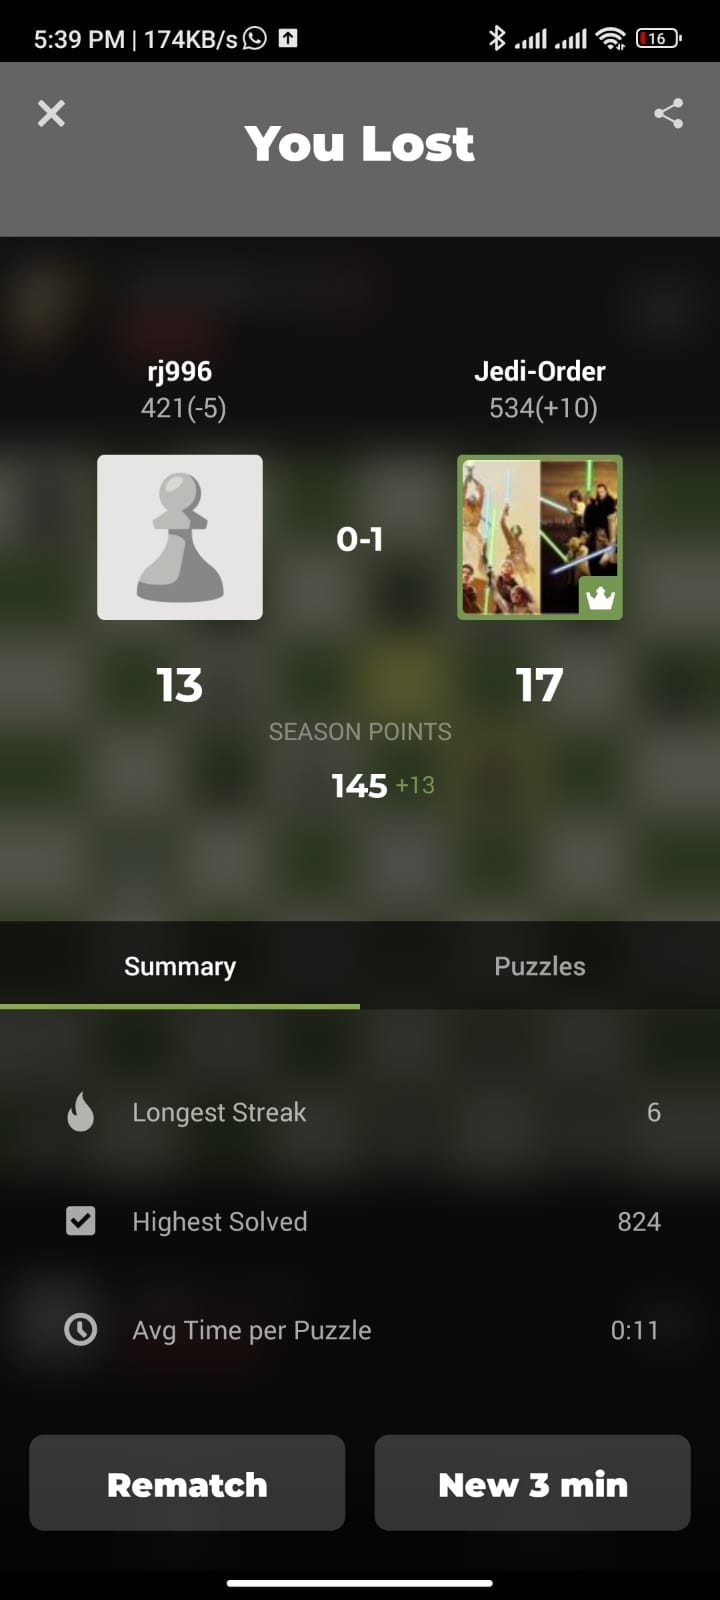 5:39 PM | 174KB/s
16
You Lost
rj996
Jedi-Order
421(-5)
534(+10)
0-1
13
17
SEASON POINTS
145 +13
Summary
Puzzles
Longest Streak 6
Highest Solved 824
Avg Time per Puzzle 0:11
Rematch
New 3 min